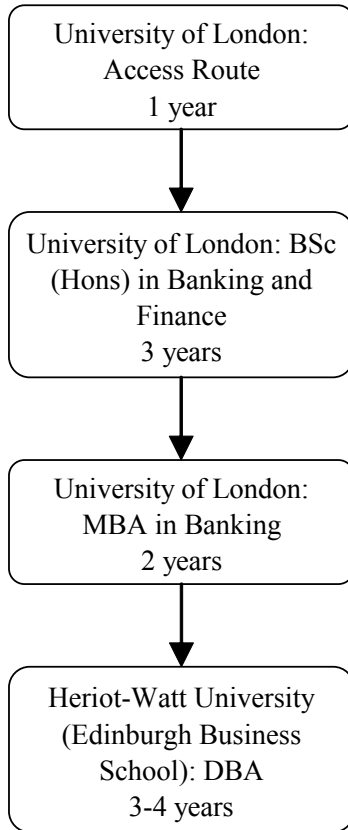 University of London:
Access Route
1 year
University of London: BSc
(Hons) in Banking and
Finance
3 years
University of London:
MBA in Banking
2 years
Heriot-Watt University
(Edinburgh Business
School): DBA
3-4 years